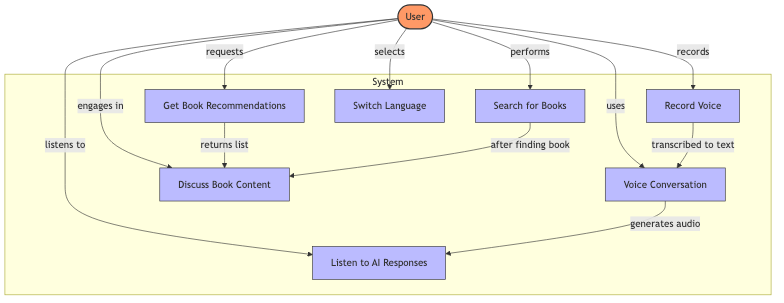 User
requests
selects
performs
records
System
Get Book Recommendations
Switch Language
Search for Books
Record Voice
engages in
uses
listens to
returns list
after finding book
transcribed to text
Discuss Book Content
Voice Conversation
generates audio
Listen to AI Responses